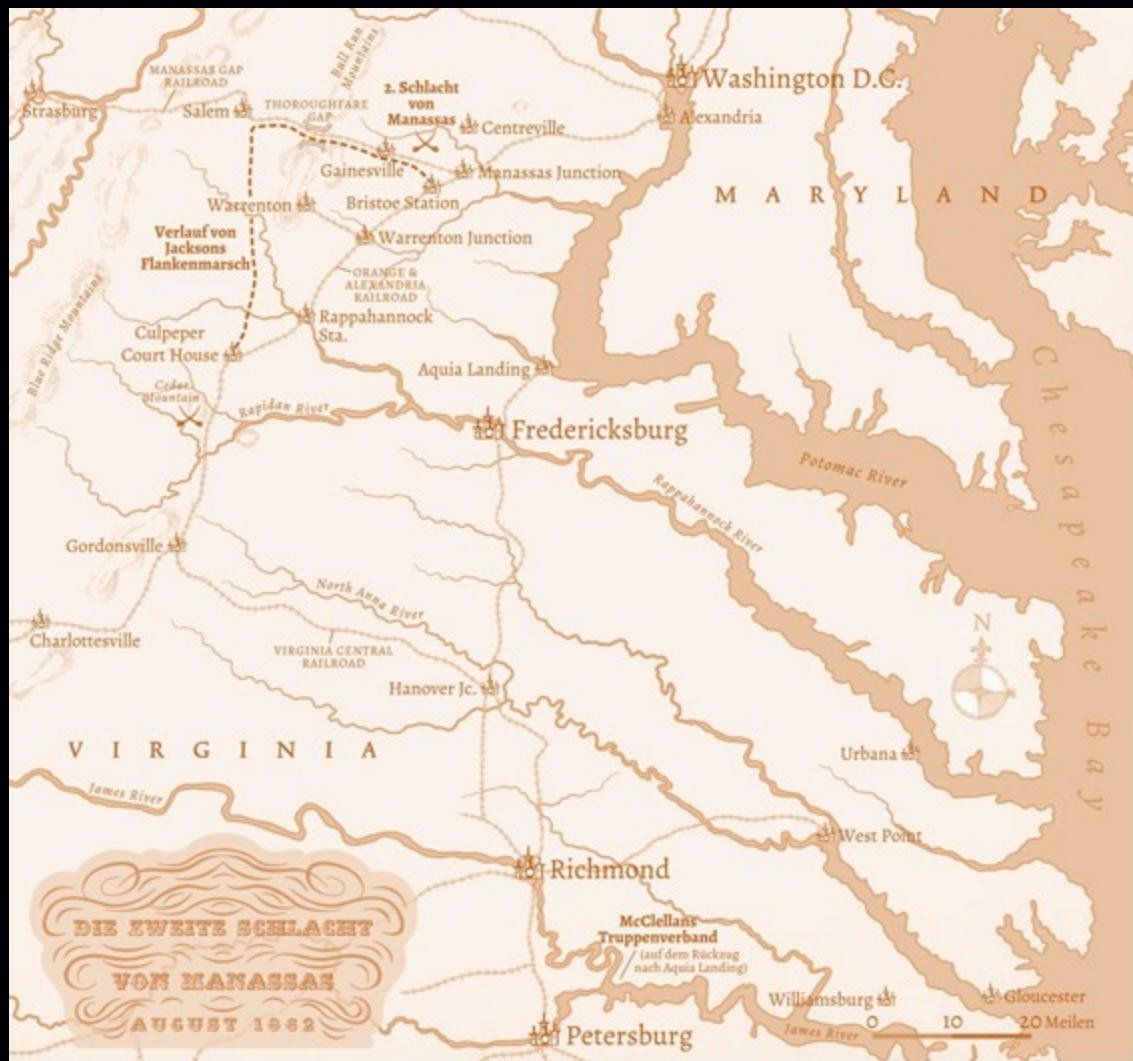 Bull Run
Mountains
MANASSAS GAP
RAILROAD
Washington D.C.
Strasburg
Salem
THOROUGHFARE
GAP
2. Schlacht
von
Manassas
Centreville
Alexandria
Gainesville
Manassas Junction
MARYLAND
Bristoe Station
Warrenton
Verlauf von
Jacksons
Flankenmarsch
Warrenton Junction
ORANGE &
ALEXANDRIA
RAILROAD
Blue Ridge Mountains
Rappahannock
Sta.
Culpeper
Court House
Aquia Landing
Cedar
Mountain
Rapidan River
Fredericksburg
Chesapeake Bay
Potomac River
Rappahannock River
Gordonsville
North Anna River
Charlottesville
VIRGINIA CENTRAL
RAILROAD
N
Hanover Jc.
VIRGINIA
Urbana
James River
West Point
Richmond
DIE ZWEITE SCHLACHT
VON MANASSAS
AUGUST 1862
McClellans
Truppenverband
(auf dem Rückzug
nach Aquia Landing)
Williamsburg
Gloucester
0 10 20 Meilen
James River
Petersburg